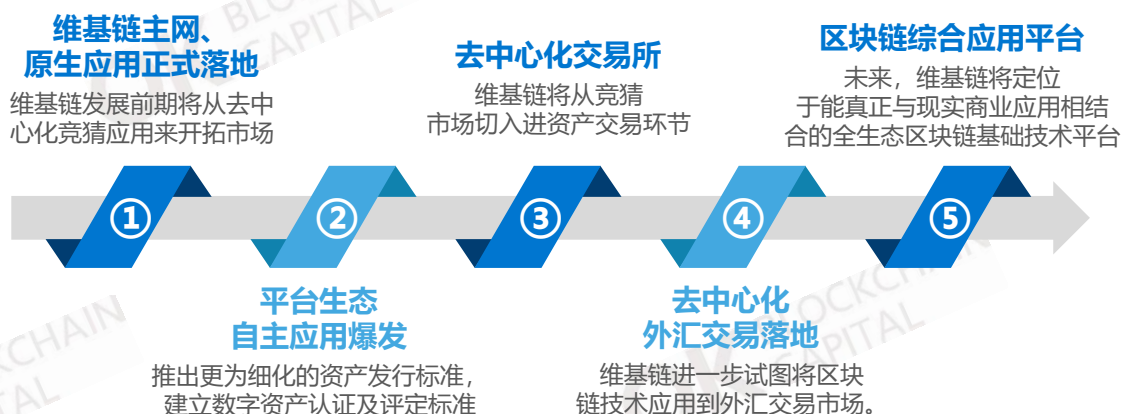 维基链主网、
原生应用正式落地
维基链发展前期将从去中
心化竞猜应用来开拓市场
去中心化交易所
维基链将从竞猜
市场切入进资产交易环节
区块链综合应用平台
未来，维基链将定位
于能真正与现实商业应用相结
合的全生态区块链基础技术平台
①
②
③
④
⑤
平台生态
自主应用爆发
推出更为细化的资产发行标准，
建立数字资产认证及评定标准
去中心化
外汇交易落地
维基链进一步试图将区块
链技术应用到外汇交易市场。
BLOCKCHAIN
CAPITAL